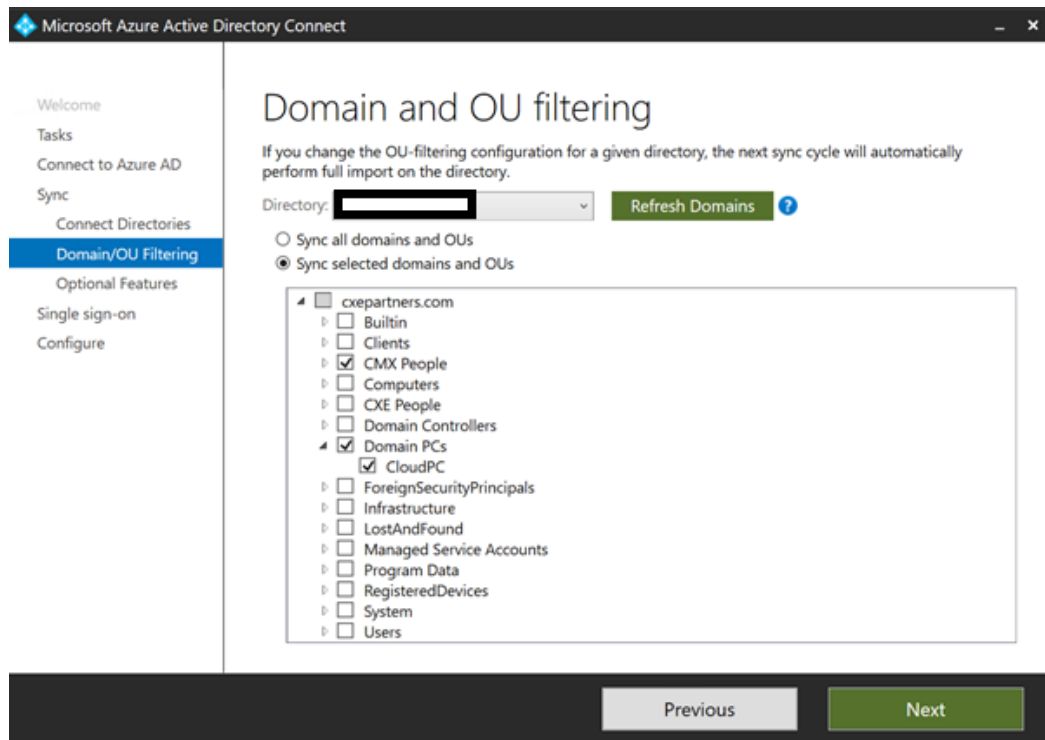 Microsoft Azure Active Directory Connect
Welcome
Tasks
Connect to Azure AD
Sync
Connect Directories
Domain/OU Filtering
Optional Features
Single sign-on
Configure
Domain and OU filtering
If you change the OU-filtering configuration for a given directory, the next sync cycle will automatically
perform full import on the directory.
Directory:
Refresh Domains
?
Sync all domains and OUs
Sync selected domains and OUs
cxepartners.com
Builtin
Clients
CMX People
Computers
CXE People
Domain Controllers
Domain PCs
CloudPC
ForeignSecurityPrincipals
Infrastructure
LostAndFound
Managed Service Accounts
Program Data
RegisteredDevices
System
Users
Previous
Next